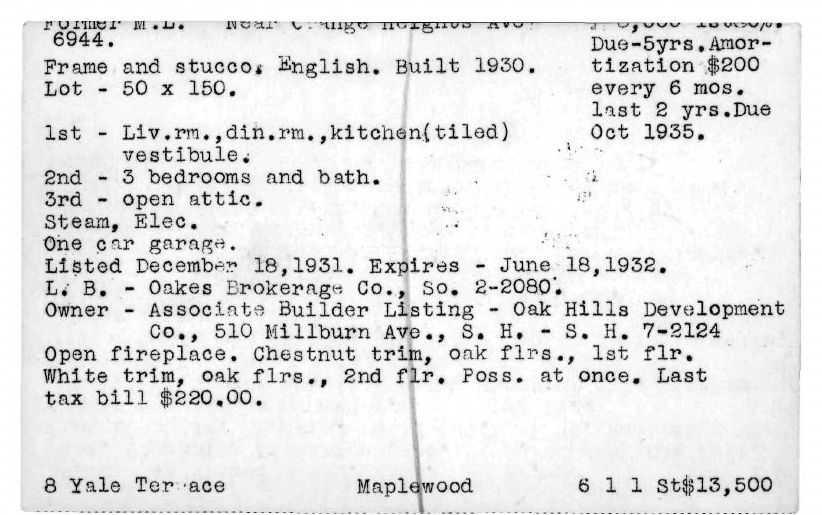 Former M.L. Near Heights Ave
6944.
Due-5yrs.Amor-
Frame and stucco, English. Built 1930. tization $200
Lot - 50 x 150. every 6 mos.
last 2 yrs.Due
1st - Liv.rm.,din.rm.,kitchen(tiled) Oct 1935.
vestibule.
2nd - 3 bedrooms and bath.
3rd - open attic.
Steam, Elec.
One car garage.
Listed December 18,1931. Expires - June 18,1932.
L. B. - Oakes Brokerage Co., So. 2-2080.
Owner - Associate Builder Listing - Oak Hills Development
Co., 510 Millburn Ave., S. H. - S. H. 7-2124
Open fireplace. Chestnut trim, oak flrs., 1st flr.
White trim, oak flrs., 2nd flr. Poss. at once. Last
tax bill $220.00.
8 Yale Terrace Maplewood 6 1 1 St$13,500